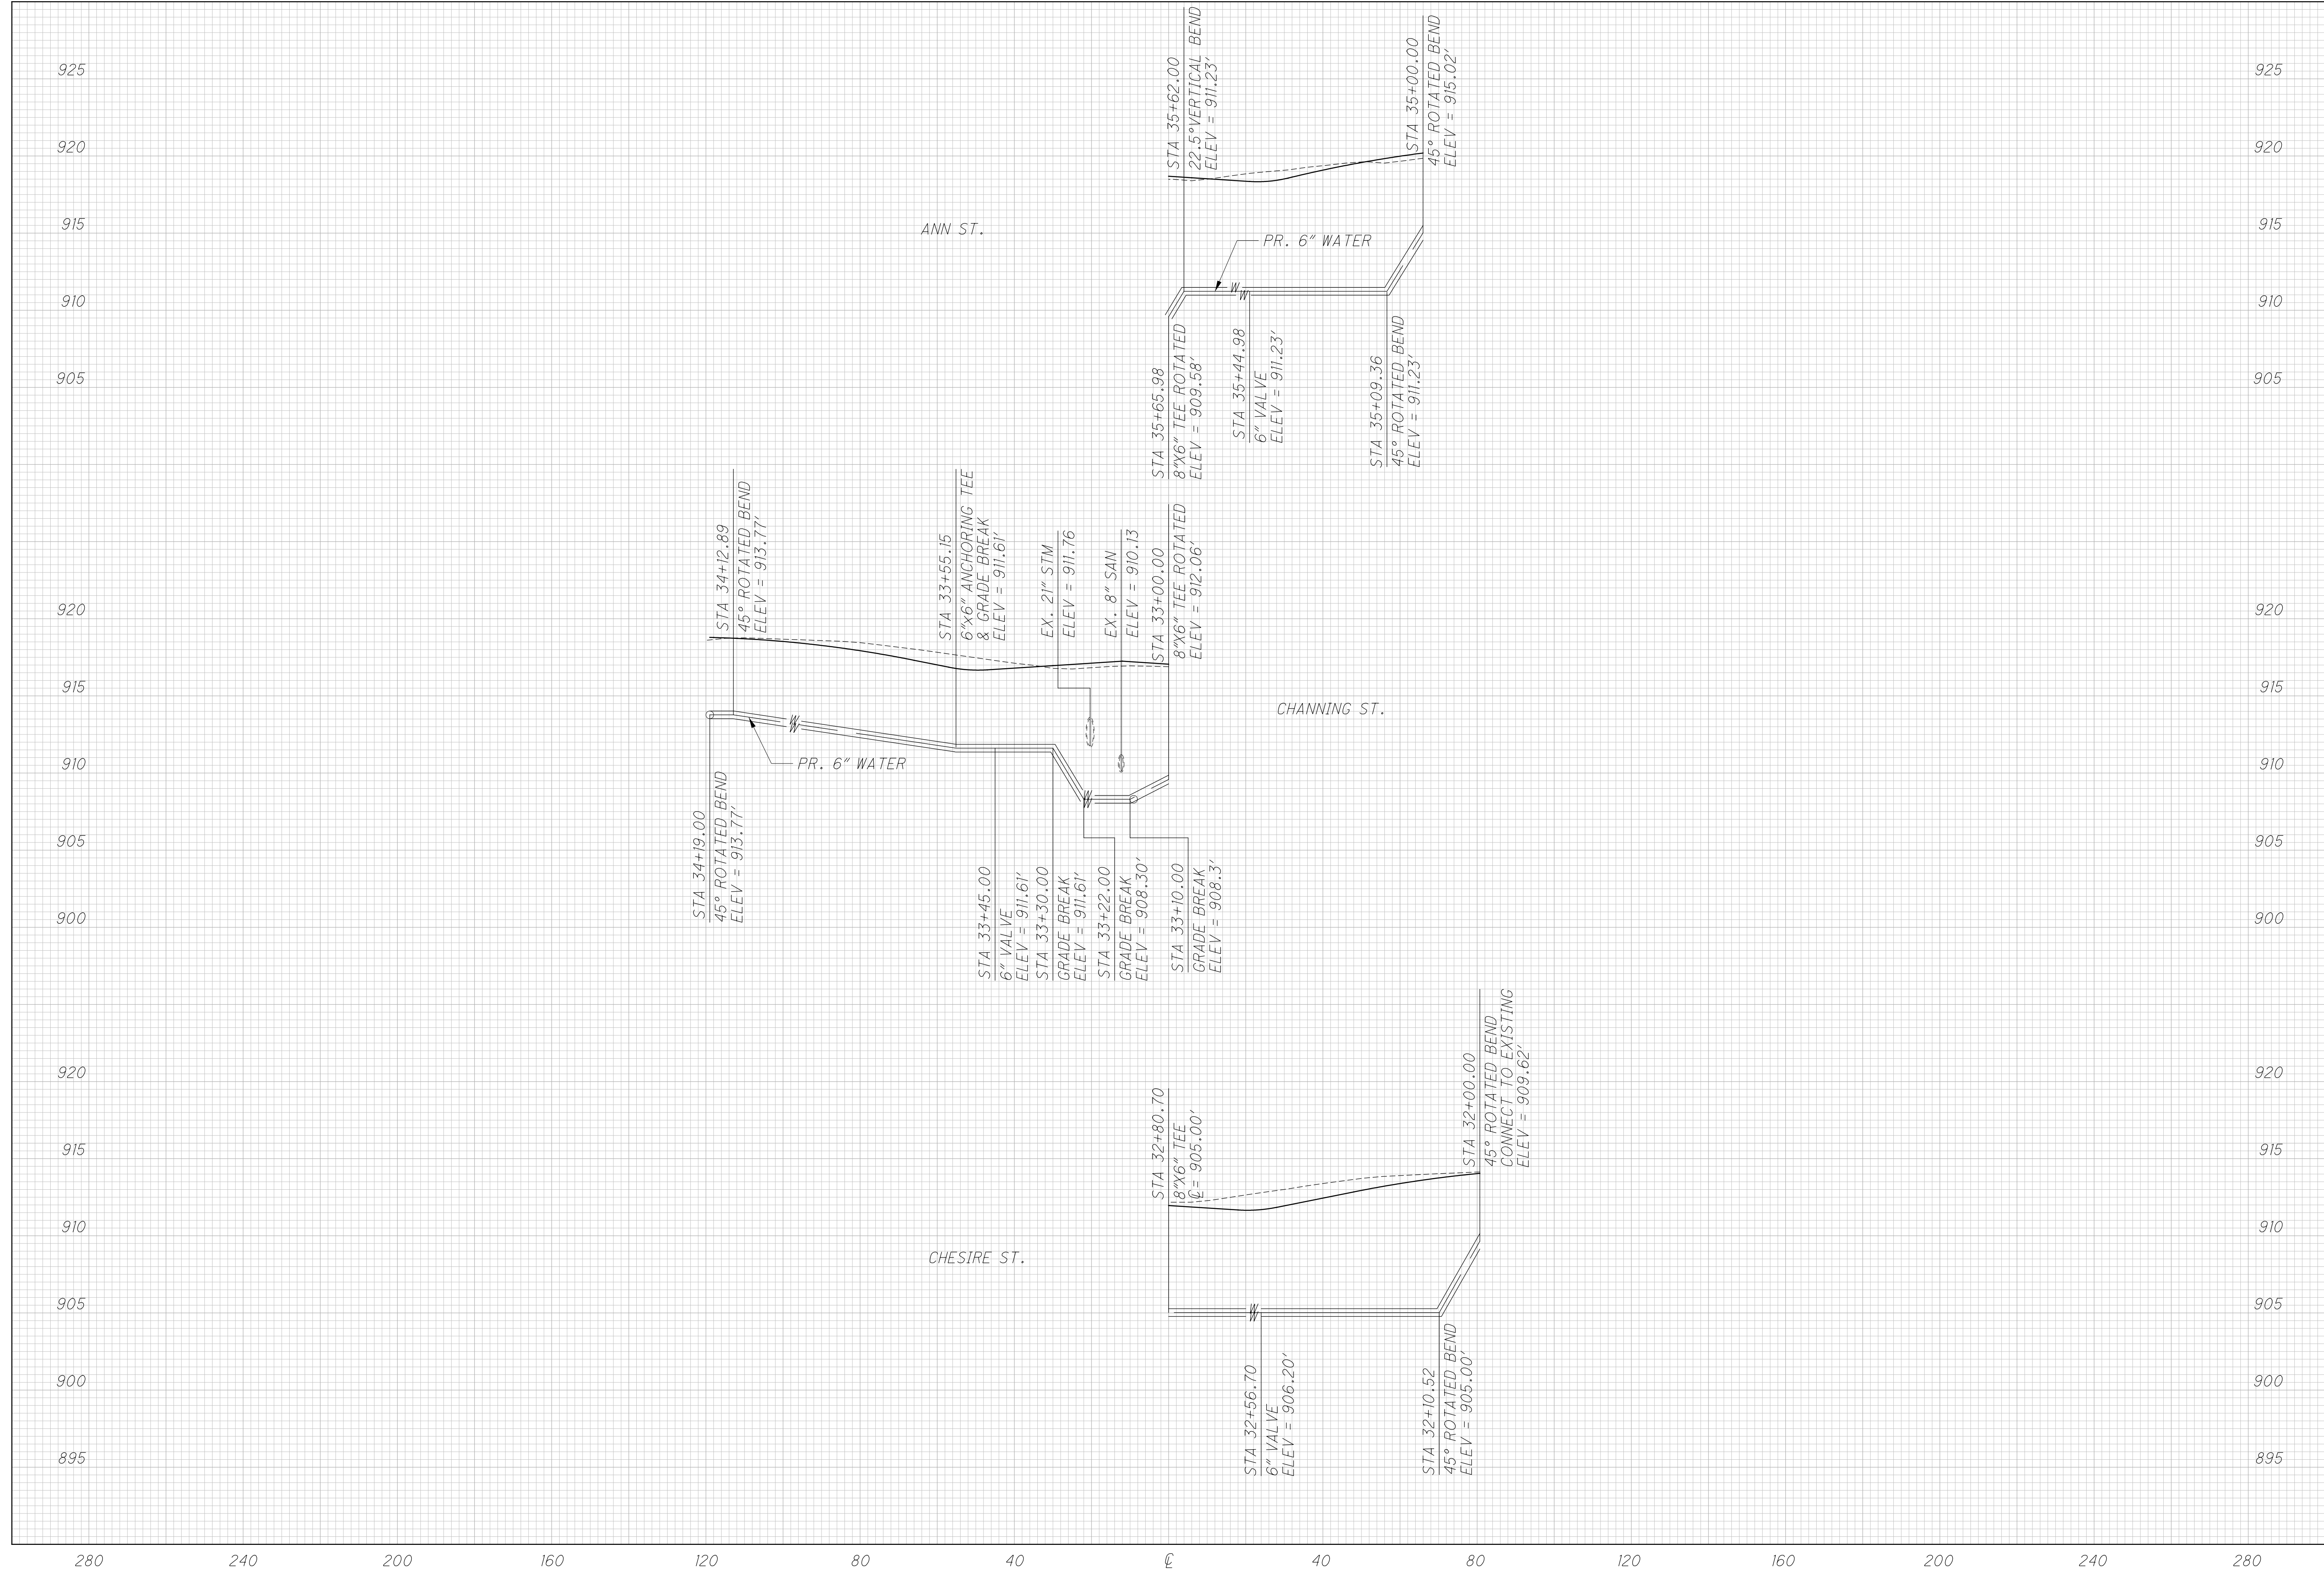 925
925
920
920
915
915
910
910
905
905
STA 35+62.00
22.5°VERTICAL BEND
ELEV = 911.23'
STA 35+00.00
45° ROTATED BEND
ELEV = 915.02'
ANN ST.
PR. 6" WATER
STA 35+65.98
8"X6" TEE ROTATED
ELEV = 909.58'
STA 35+44.98
6" VALVE
ELEV = 911.23'
STA 35+09.36
45° ROTATED BEND
ELEV = 911.23'
STA 34+12.89
45° ROTATED BEND
ELEV = 913.77'
STA 33+55.15
6"x6" ANCHORING TEE
& GRADE BREAK
ELEV = 911.61'
EX. 21" STM
ELEV = 911.76
EX. 8" SAN
ELEV = 910.13
STA 33+00.00
8"X6" TEE ROTATED
ELEV = 912.06'
920
920
915
915
910
910
905
905
900
900
CHANNING ST.
PR. 6" WATER
STA 34+19.00
45° ROTATED BEND
ELEV = 913.77'
STA 33+45.00
6" VALVE
ELEV = 911.61'
STA 33+30.00
GRADE BREAK
ELEV = 911.61'
STA 33+22.00
GRADE BREAK
ELEV = 908.30'
STA 33+10.00
GRADE BREAK
ELEV = 908.3'
920
920
915
915
910
910
905
905
900
900
895
895
STA 32+80.70
8"X6" TEE
℄= 905.00'
STA 32+00.00
45° ROTATED BEND
CONNECT TO EXISTING
ELEV = 909.62'
CHESIRE ST.
STA 32+56.70
6" VALVE
ELEV = 906.20'
STA 32+10.52
45° ROTATED BEND
ELEV = 905.00'
W
W
W
W
W
W
W
W
W
280 240 200 160 120 80 40 ℄ 40 80 120 160 200 240 280